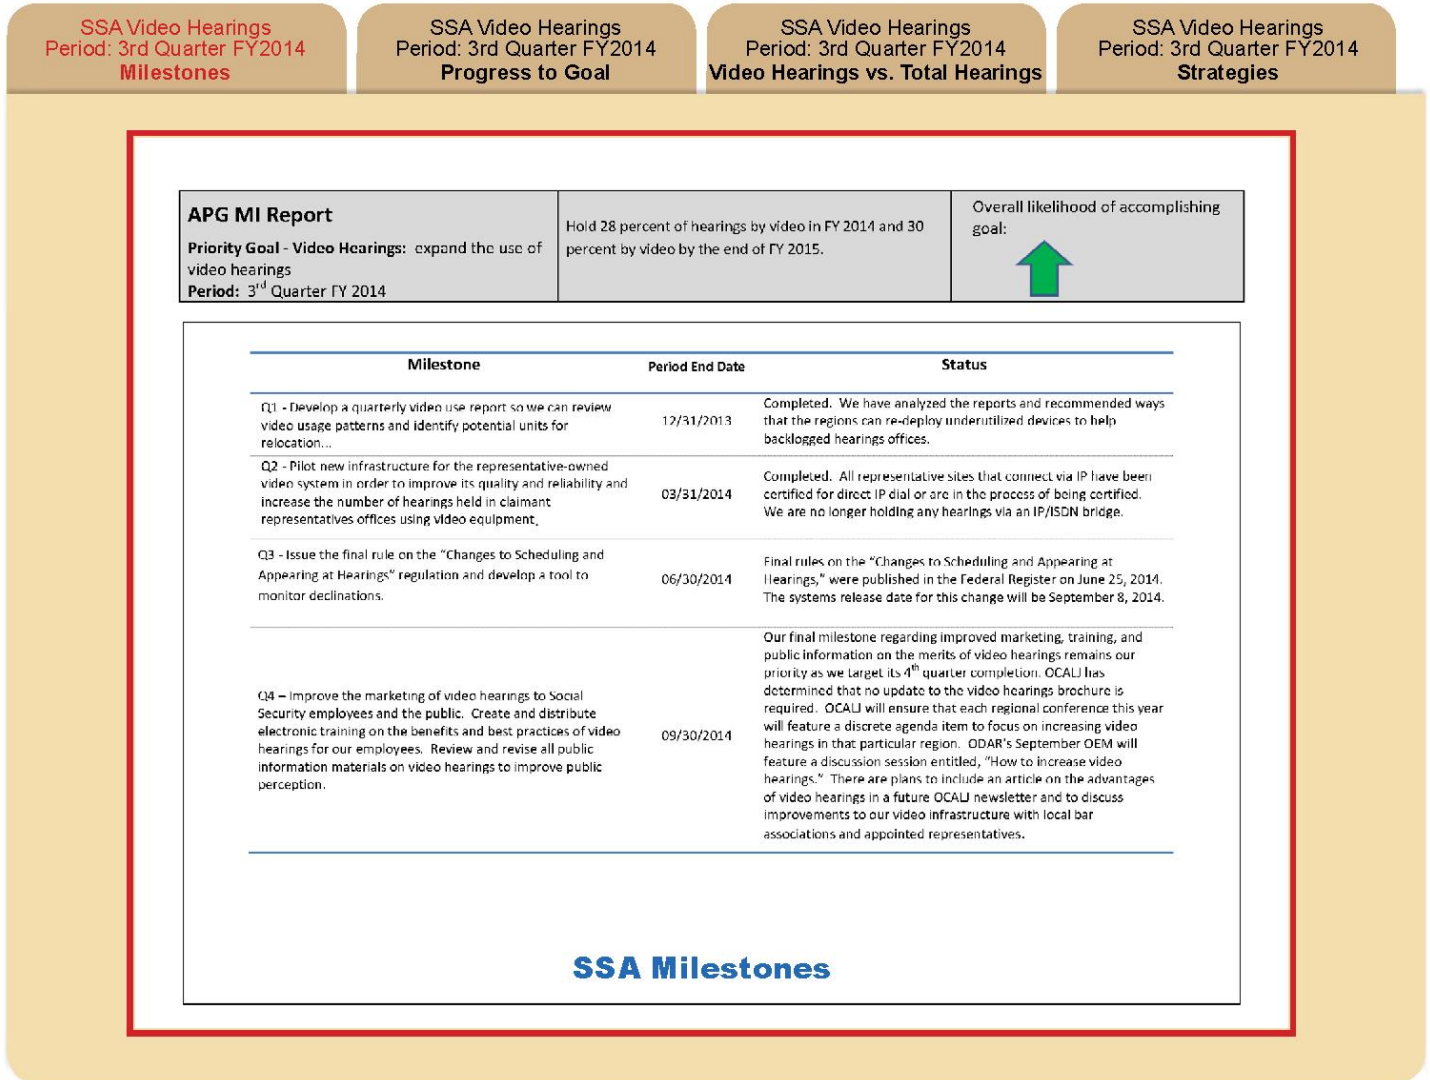 SSA Video Hearings
Period: 3rd Quarter FY2014
Milestones
SSA Video Hearings
Period: 3rd Quarter FY2014
Progress to Goal
SSA Video Hearings
Period: 3rd Quarter FY2014
Video Hearings vs. Total Hearings
SSA Video Hearings
Period: 3rd Quarter FY2014
Strategies
APG MI Report
Priority Goal - Video Hearings: expand the use of
video hearings
Period: 3rd Quarter FY 2014
Hold 28 percent of hearings by video in FY 2014 and 30
percent by video by the end of FY 2015.
Overall likelihood of accomplishing
goal:
Milestone
Period End Date
Status
Q1 - Develop a quarterly video use report so we can review
video usage patterns and identify potential units for
relocation...
12/31/2013
Completed. We have analyzed the reports and recommended ways
that the regions can re-deploy underutilized devices to help
backlogged hearings offices.
Q2 - Pilot new infrastructure for the representative-owned
video system in order to improve its quality and reliability and
increase the number of hearings held in claimant
representatives offices using video equipment.
03/31/2014
Completed. All representative sites that connect via IP have been
certified for direct IP dial or are in the process of being certified.
We are no longer holding any hearings via an IP/ISDN bridge.
Q3 - Issue the final rule on the “Changes to Scheduling and
Appearing at Hearings” regulation and develop a tool to
monitor declinations.
06/30/2014
Final rules on the “Changes to Scheduling and Appearing at
Hearings,” were published in the Federal Register on June 25, 2014.
The systems release date for this change will be September 8, 2014.
Q4 – Improve the marketing of video hearings to Social
Security employees and the public. Create and distribute
electronic training on the benefits and best practices of video
hearings for our employees. Review and revise all public
information materials on video hearings to improve public
perception.
09/30/2014
Our final milestone regarding improved marketing, training, and
public information on the merits of video hearings remains our
priority as we target its 4th quarter completion. OCALJ has
determined that no update to the video hearings brochure is
required. OCALJ will ensure that each regional conference this year
will feature a discrete agenda item to focus on increasing video
hearings in that particular region. ODAR's September OEM will
feature a discussion session entitled, “How to increase video
hearings.” There are plans to include an article on the advantages
of video hearings in a future OCALJ newsletter and to discuss
improvements to our video infrastructure with local bar
associations and appointed representatives.
SSA Milestones